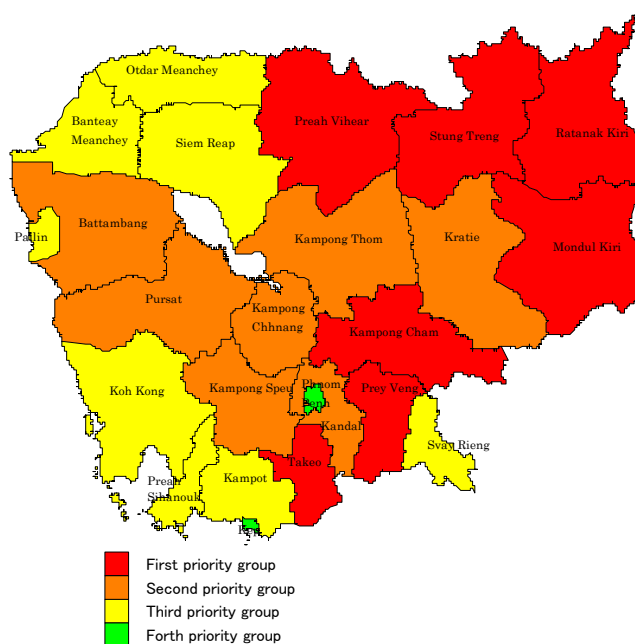 Otdar Meanchey
Banteay
Meanchey
Siem Reap
Preah Vihear
Stung Treng
Ratanak Kiri
Pailin
Battambang
Kampong Thom
Kratie
Mondul Kiri
Pursat
Kampong
Chhnang
Kampong Cham
Koh Kong
Kampong Speu
Phnom
Penh
Prey Veng
Kandal
Svay Rieng
Takeo
Preah
Sihanouk
Kampot
First priority group
Second priority group
Third priority group
Forth priority group